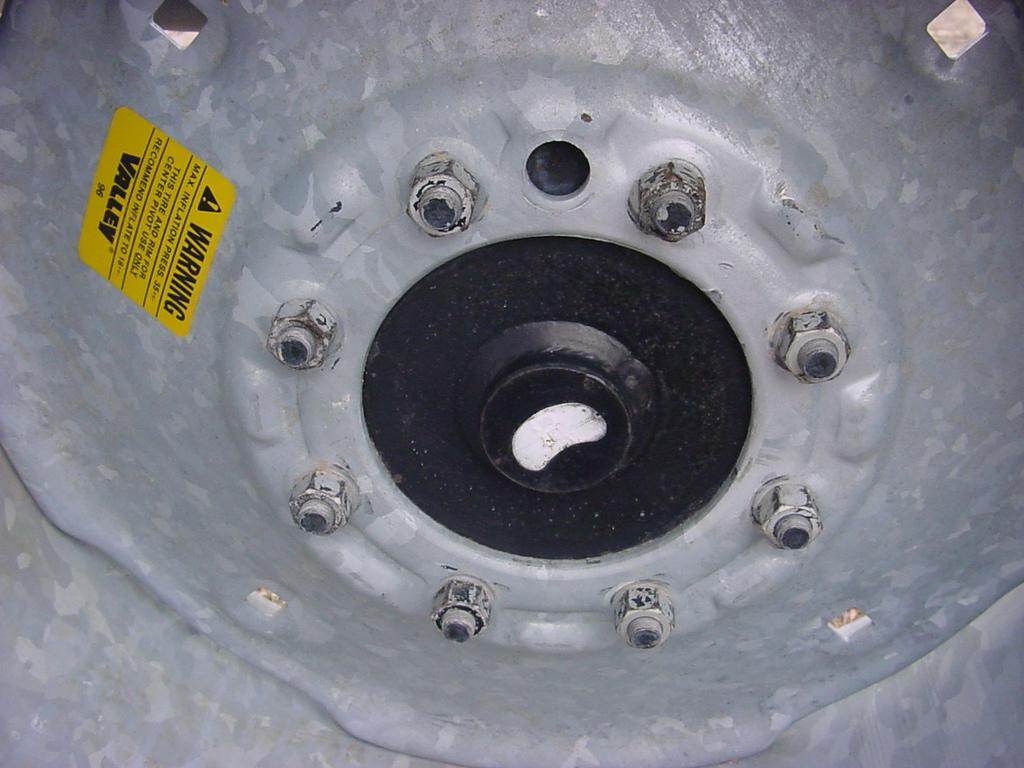 WARNING
MAX. INFLATION PRESS. 35
THIS TIRE AND RIM FOR
CENTER PIVOT USE ONLY.
RECOMMEND INFLATE TO 18
VALLEY®
96